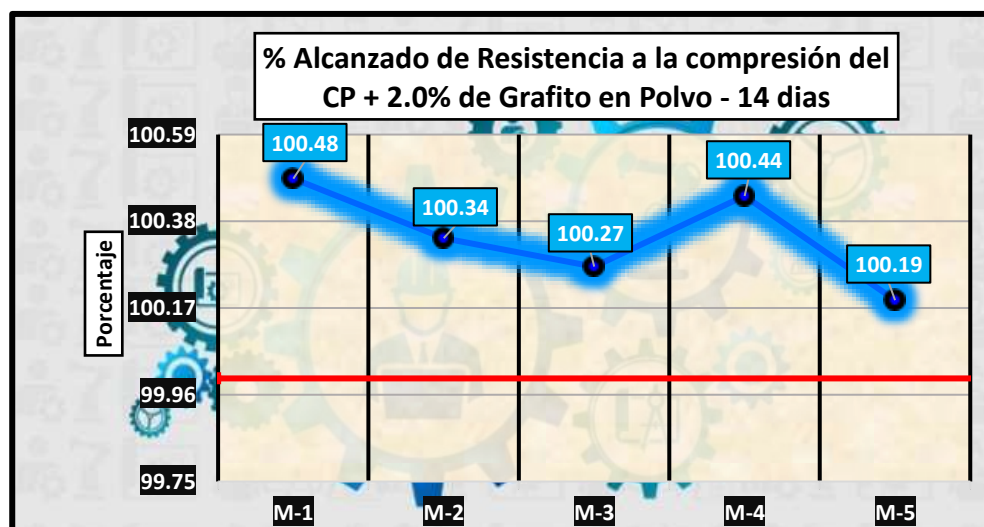 % Alcanzado de Resistencia a la compresión del
CP + 2.0% de Grafito en Polvo - 14 dias
Porcentaje
100.59
100.38
100.17
99.96
99.75
100.48
100.34
100.27
100.44
100.19
M-1
M-2
M-3
M-4
M-5